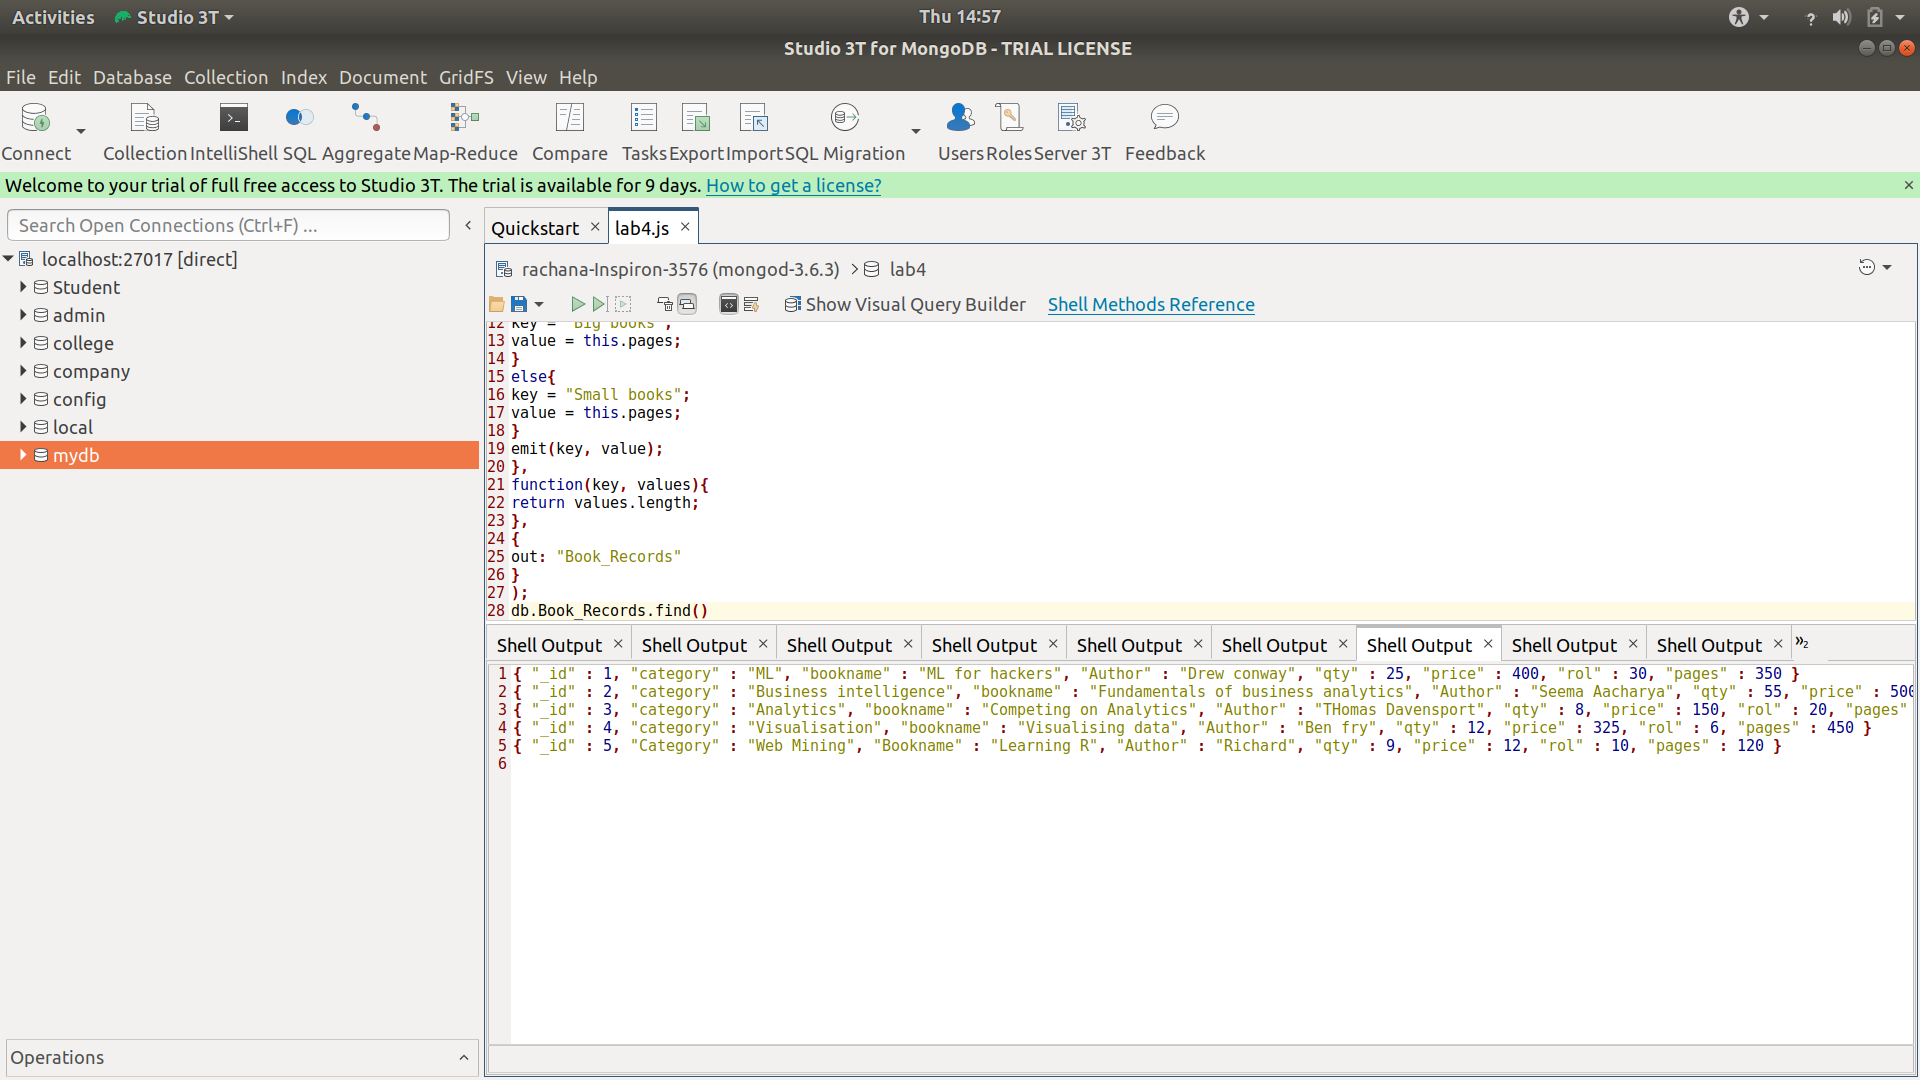 Activities Studio 3T Thu 14:57
Studio 3T for MongoDB - TRIAL LICENSE
File Edit Database Collection Index Document GridFS View Help
Connect Collection IntelliShell SQL Aggregate Map-Reduce Compare Tasks Export Import SQL Migration Users Roles Server 3T Feedback
Welcome to your trial of full free access to Studio 3T. The trial is available for 9 days. How to get a license?
Search Open Connections (Ctrl+F) ...
localhost:27017 [direct]
Student
admin
college
company
config
local
mydb
Operations
Quickstart lab4.js
rachana-Inspiron-3576 (mongod-3.6.3) > lab4
Show Visual Query Builder Shell Methods Reference
12 key = "Big books";
13 value = this.pages;
14 }
15 else{
16 key = "Small books";
17 value = this.pages;
18 }
19 emit(key, value);
20 },
21 function(key, values){
22 return values.length;
23 },
24 {
25 out: "Book_Records"
26 }
27 );
28 db.Book_Records.find()
Shell Output Shell Output Shell Output Shell Output Shell Output Shell Output Shell Output Shell Output Shell Output »2
1 { "_id" : 1, "category" : "ML", "bookname" : "ML for hackers", "Author" : "Drew conway", "qty" : 25, "price" : 400, "rol" : 30, "pages" : 350 }
2 { "_id" : 2, "category" : "Business intelligence", "bookname" : "Fundamentals of business analytics", "Author" : "Seema Aacharya", "qty" : 55, "price" : 500
3 { "_id" : 3, "category" : "Analytics", "bookname" : "Competing on Analytics", "Author" : "THomas Davensport", "qty" : 8, "price" : 150, "rol" : 20, "pages"
4 { "_id" : 4, "category" : "Visualisation", "bookname" : "Visualising data", "Author" : "Ben fry", "qty" : 12, "price" : 325, "rol" : 6, "pages" : 450 }
5 { "_id" : 5, "Category" : "Web Mining", "Bookname" : "Learning R", "Author" : "Richard", "qty" : 9, "price" : 12, "rol" : 10, "pages" : 120 }
6